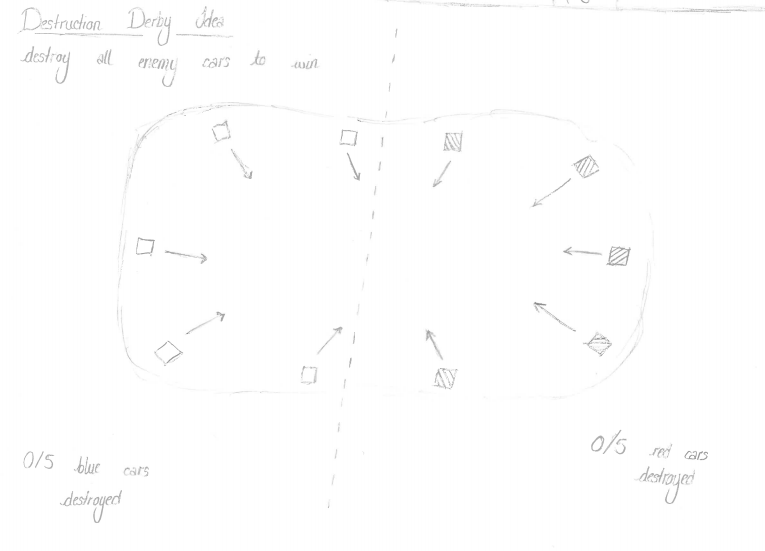 Destruction Derby Idea
destroy all enemy cars to win
0/5 blue cars
destroyed
0/5 red cars
destroyed